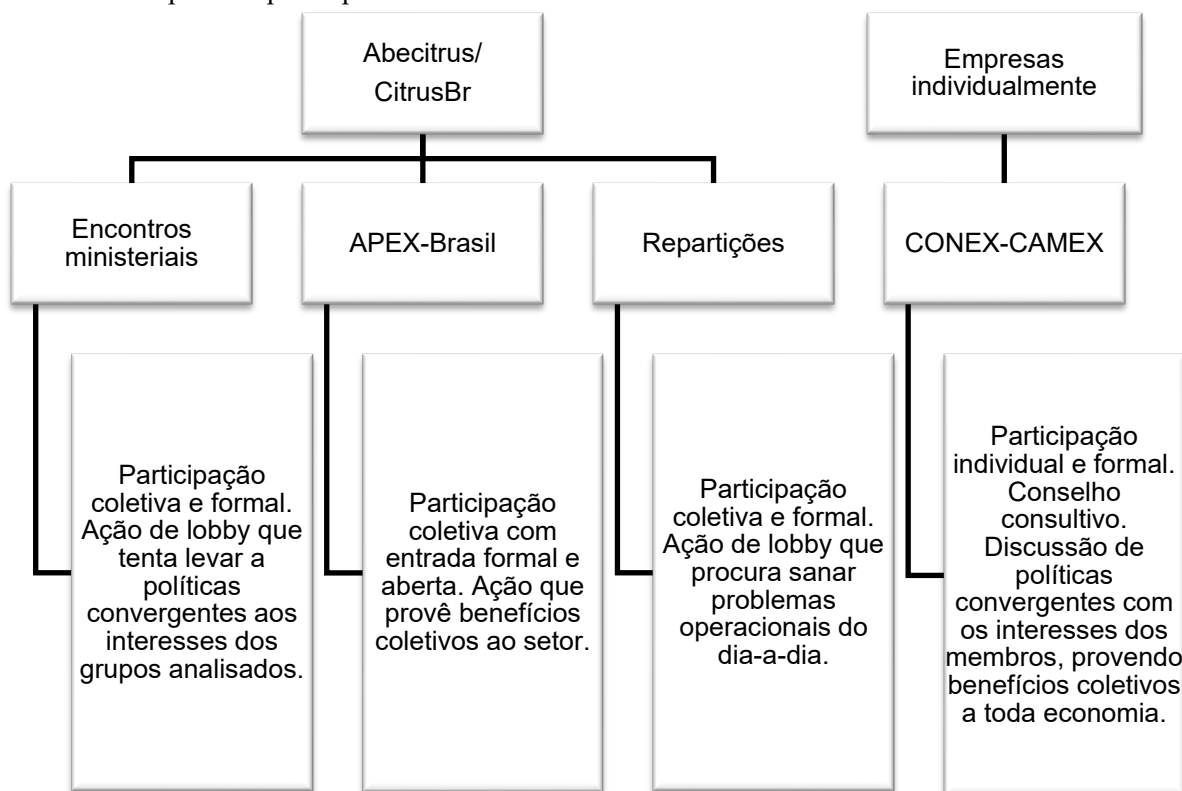 Abecitrus/
CitrusBr
Empresas
individualmente
Encontros
ministeriais
APEX-Brasil
Repartições
CONEX-CAMEX
Participação
coletiva e formal.
Ação de lobby que
tenta levar a
políticas
convergentes aos
interesses dos
grupos analisados.
Participação
coletiva com
entrada formal e
aberta. Ação que
provê benefícios
coletivos ao setor.
Participação
coletiva e formal.
Ação de lobby que
procura sanar
problemas
operacionais do
dia-a-dia.
Participação
individual e formal.
Conselho
consultivo.
Discussão de
políticas
convergentes com
os interesses dos
membros, provendo
benefícios coletivos
a toda economia.